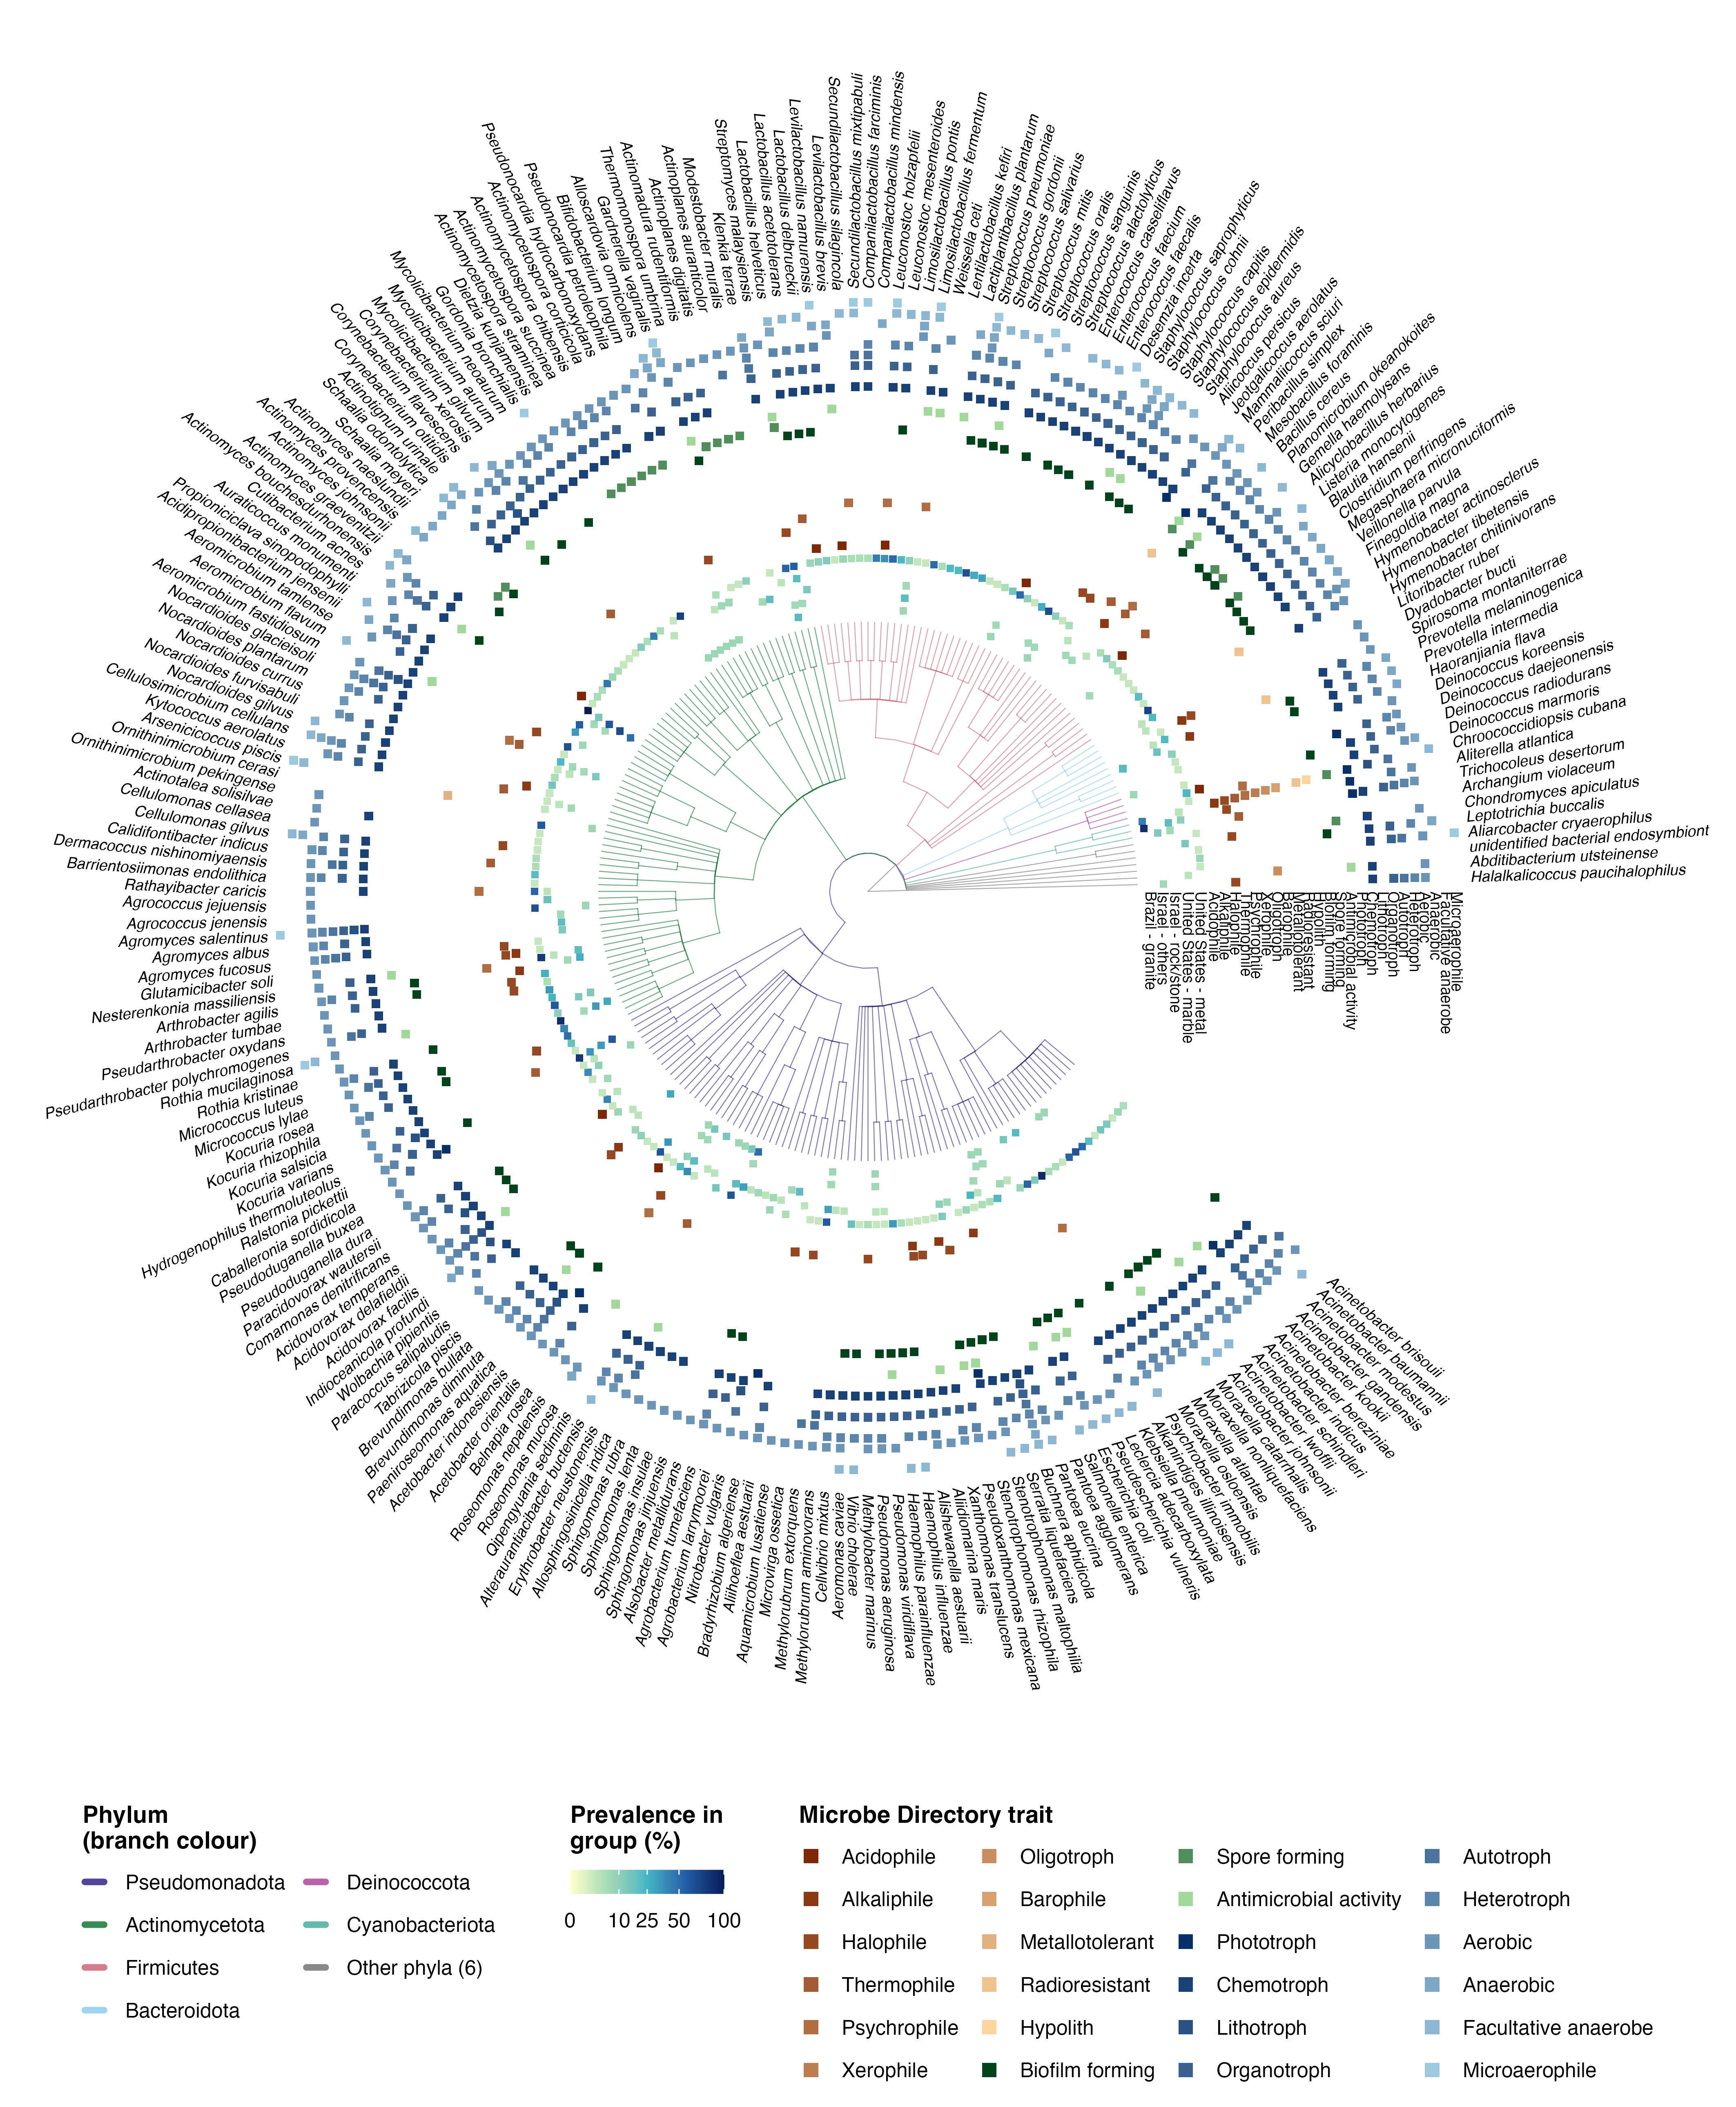 Pseudonocardia hydrocarbonoxydans
Pseudonocardia petroleophila
Bifidobacterium longum
Alloscardovia omnicolens
Gardnerella vaginalis
Thermomonospora umbrina
Actinomadura rudentiformis
Actinoplanes digitatis
Actinoplanes auranticolor
Modestobacter muralis
Klenkia terrae
Streptomyces malaysiensis
Lactobacillus helveticus
Lactobacillus acetotolerans
Lactobacillus delbrueckii
Levilactobacillus namurensis
Levilactobacillus brevis
Secundilactobacillus silagincola
Secundilactobacillus mixtipabuli
Companilactobacillus farciminis
Companilactobacillus mindensis
Leuconostoc holzapfelii
Leuconostoc mesenteroides
Limosilactobacillus pontis
Limosilactobacillus fermentum
Weissella ceti
Lentilactobacillus kefiri
Lactiplantibacillus plantarum
Streptococcus pneumoniae
Streptococcus gordonii
Streptococcus salivarius
Streptococcus mitis
Streptococcus oralis
Streptococcus sanguinis
Streptococcus alactolyticus
Enterococcus casseliflavus
Enterococcus faecium
Enterococcus faecalis
Desemzia incerta
Staphylococcus saprophyticus
Staphylococcus cohnii
Staphylococcus capitis
Staphylococcus epidermidis
Staphylococcus aureus
Aliicoccus persicus
Jeotgalicoccus aerolatus
Mammaliicoccus sciuri
Peribacillus simplex
Mesobacillus foraminis
Bacillus cereus
Planomicrobium okeanokoites
Gemella haemolysans
Alicyclobacillus herbarius
Listeria monocytogenes
Blautia hansenii
Clostridium perfringens
Megasphaera micronuciformis
Veillonella parvula
Finegoldia magna
Hymenobacter actinosclerus
Hymenobacter tibetensis
Hymenobacter chitinivorans
Loriibacter ruber
Dyadobacter bucti
Spirosoma montaniterrae
Prevotella melaninogenica
Prevotella intermedia
Haoranjiania flava
Deinococcus koreensis
Deinococcus daejeonensis
Deinococcus radiodurans
Deinococcus marmoris
Chroococcidiopsis cubana
Aliterella atlantica
Trichocoleus desertorum
Archangium violaceum
Chondromyces apiculatus
Leptotrichia buccalis
Aliarcobacter cryaerophilus
unidentified bacterial endosymbiont
Abditibacterium utsteinense
Halalkalicoccus paucihalophilus
Actinomycetospora corticicola
Actinomycetospora chibensis
Actinomycetospora succinea
Actinomycetospora straminea
Dietzia kunjamensis
Gordonia bronchialis
Mycolicibacterium neoaurum
Mycolicibacterium aurum
Mycolicibacterium gilvum
Corynebacterium xerosis
Corynebacterium flavescens
Corynebacterium otitidis
Actinotignum urinale
Schaalia odontolytica
Schaalia meyeri
Actinomyces naeslundii
Actinomyces provencensis
Actinomyces johnsonii
Actinomyces graevenitzii
Actinomyces bouchesdurhonensis
Cutibacterium acnes
Auraticoccus monumenti
Propioniciclava sinopodophylli
Acidipropionibacterium jensenii
Aeromicrobium tamlense
Aeromicrobium flavum
Aeromicrobium fastidiosum
Nocardioides glacieisoli
Nocardioides plantarum
Nocardioides currus
Nocardioides furvisabuli
Nocardioides gilvus
Cellulosimicrobium cellulans
Kytococcus aerolatus
Arsenicicoccus piscis
Ornithinimicrobium cerasi
Ornithinimicrobium pekingense
Actinotalea solisilvae
Cellulomonas cellasea
Cellulomonas gilvus
Calidifontibacter indicus
Dermacoccus nishinomiyaensis
Barrientosiimonas endolithica
Rathayibacter caricis
Agrococcus jejuensis
Agrococcus jenensis
Agromyces salentinus
Agromyces albus
Agromyces fucosus
Glutamicibacter soli
Nesterenkonia massiliensis
Arthrobacter agilis
Arthrobacter tumbae
Pseudarthrobacter oxydans
Pseudarthrobacter polychromogenes
Rothia mucilaginosa
Rothia kristinae
Micrococcus luteus
Micrococcus lylae
Kocuria rosea
Kocuria rhizophila
Kocuria salsicia
Kocuria varians
Hydrogenophilus thermoluteolus
Ralstonia pickettii
Caballeronia sordidicola
Pseudoduganella buxea
Pseudoduganella dura
Paracidovorax wautersii
Comamonas denitrificans
Acidovorax temperans
Acidovorax delafieldii
Acidovorax facilis
Indioceanicola profundi
Wolbachia pipientis
Paracoccus salipaludis
Tabrizicola piscis
Brevundimonas bullata
Brevundimonas diminuta
Brevundimonas aquatica
Paeniroseomonas aquatica
Acetobacter indonesiensis
Acetobacter orientalis
Belnapia rosea
Roseomonas nepalensis
Roseomonas mucosa
Qipengyuania sediminis
Alteraurantiacibacter buctensis
Erythrobacter neustonensis
Allosphingosinicella indica
Sphingomonas rubra
Sphingomonas lenta
Sphingomonas insulae
Sphingomonas jinjuensis
Alsobacter metallidurans
Agrobacterium tumefaciens
Agrobacterium larrymoorei
Nitrobacter vulgaris
Bradyrhizobium algeriense
Alihoeflea aestuarii
Aquamicrobium lusatiense
Microvirga ossetica
Methylorubrum extorquens
Methylorubrum aminovorans
Cellvibrio mixtus
Aeromonas caviae
Vibrio cholerae
Methylobacter marinus
Pseudomonas aeruginosa
Pseudomonas viridiflava
Haemophilus parainfluenzae
Haemophilus influenzae
Alishewanella aestuarii
Aliidiomarina maris
Xanthomonas translucens
Pseudoxanthomonas mexicana
Stenotrophomonas rhizophila
Stenotrophomonas maltophilia
Serratia liquefaciens
Buchnera aphidicola
Pantoea eucrina
Pantoea agglomerans
Salmonella enterica
Escherichia coli
Pseudescherichia vulneris
Leclercia adecarboxylata
Klebsiella pneumoniae
Alkanindiges illinoisensis
Psychrobacter immobilis
Moraxella osloensis
Moraxella atlantae
Moraxella nonliquefaciens
Moraxella catarrhalis
Acinetobacter johnsonii
Acinetobacter lwoffii
Acinetobacter schindleri
Acinetobacter bereziniae
Acinetobacter indicus
Acinetobacter kookii
Acinetobacter gandensis
Acinetobacter modestus
Acinetobacter baumannii
Acinetobacter brisouii
Brazil - granite
Israel - others
Israel - rock/stone
United States - marble
United States - metal
Acidophile
Alkaliphile
Halophile
Thermophile
Psychrophile
Xerophile
Oligotroph
Barophile
Metallotolerant
Radioresistant
Hypolith
Biofilm forming
Spore forming
Antimicrobial activity
Phototroph
Chemotroph
Lithotroph
Organotroph
Autotroph
Heterotroph
Aerobic
Anaerobic
Facultative anaerobe
Microaerophile
Phylum
(branch colour)
Pseudomonadota
Actinomycetota
Firmicutes
Bacteroidota
Deinococcota
Cyanobacteriota
Other phyla (6)
Prevalence in
group (%)
0 10 25 50 100
Microbe Directory trait
Acidophile
Alkaliphile
Halophile
Thermophile
Psychrophile
Xerophile
Oligotroph
Barophile
Metallotolerant
Radioresistant
Hypolith
Biofilm forming
Spore forming
Antimicrobial activity
Phototroph
Chemotroph
Lithotroph
Organotroph
Autotroph
Heterotroph
Aerobic
Anaerobic
Facultative anaerobe
Microaerophile